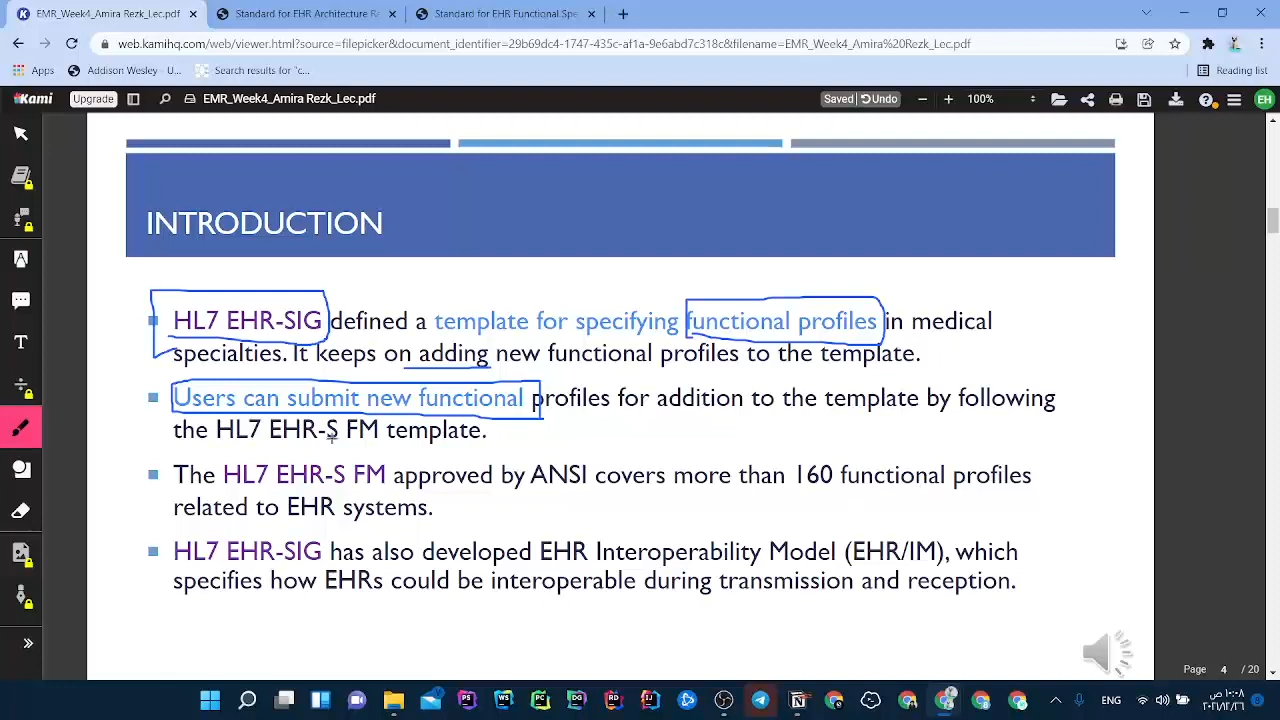 EMR_Week4_Amira Rezk_Lec.pdf
Standard for EHR Architecture R
Standard for EHR Functional Spe
web.kamihq.com/web/viewer.html?source=filepicker&document_identifier=29b69dc4-1747-435c-af1a-9e6abd7c318c&filename=EMR_Week4_Amira%20Rezk_Lec.pdf
Apps
Addison Wesley - U...
Search results for "c...
Reading list
Kami
Upgrade
EMR_Week4_Amira Rezk_Lec.pdf
Saved
Undo
100%
EH
INTRODUCTION
HL7 EHR-SIG defined a template for specifying functional profiles in medical
specialties. It keeps on adding new functional profiles to the template.
Users can submit new functional profiles for addition to the template by following
the HL7 EHR-S FM template.
The HL7 EHR-S FM approved by ANSI covers more than 160 functional profiles
related to EHR systems.
HL7 EHR-SIG has also developed EHR Interoperability Model (EHR/IM), which
specifies how EHRs could be interoperable during transmission and reception.
Page 4 / 20
ENG